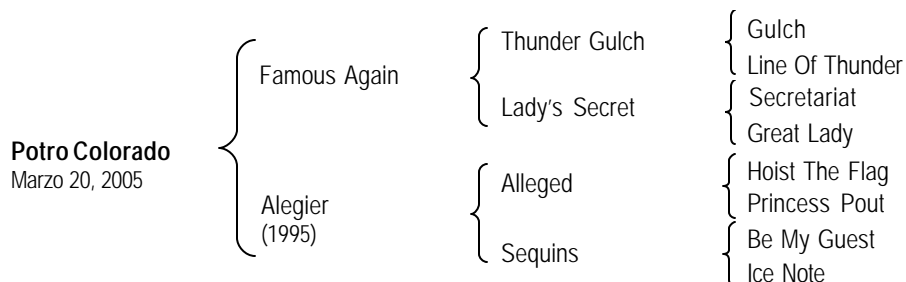 Potro Colorado
Marzo 20, 2005
Famous Again
Alegier
(1995)
Thunder Gulch
Lady's Secret
Alleged
Sequins
Gulch
Line Of Thunder
Secretariat
Great Lady
Hoist The Flag
Princess Pout
Be My Guest
Ice Note